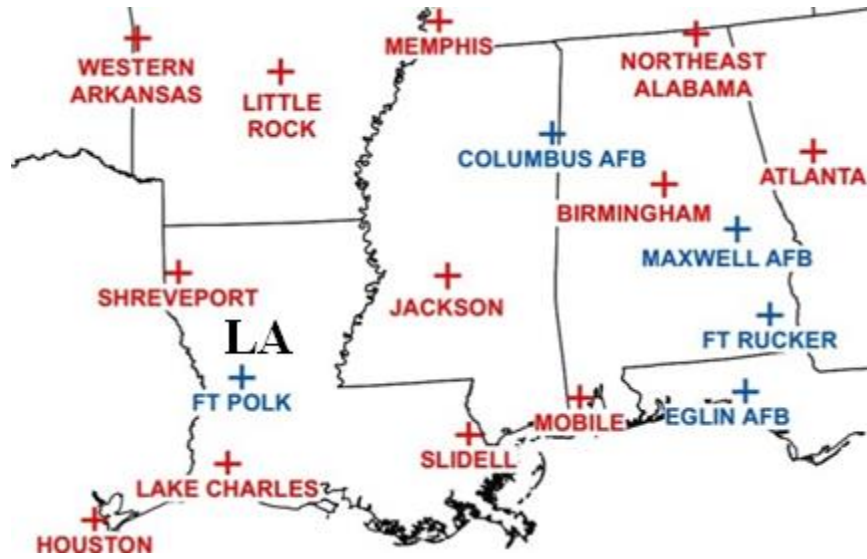 MEMPHIS
WESTERN
ARKANSAS
LITTLE
ROCK
NORTHEAST
ALABAMA
COLUMBUS AFB
ATLANTA
BIRMINGHAM
MAXWELL AFB
SHREVEPORT
JACKSON
LA
FT RUCKER
FT POLK
MOBILE
EGLIN AFB
SLIDELL
LAKE CHARLES
HOUSTON